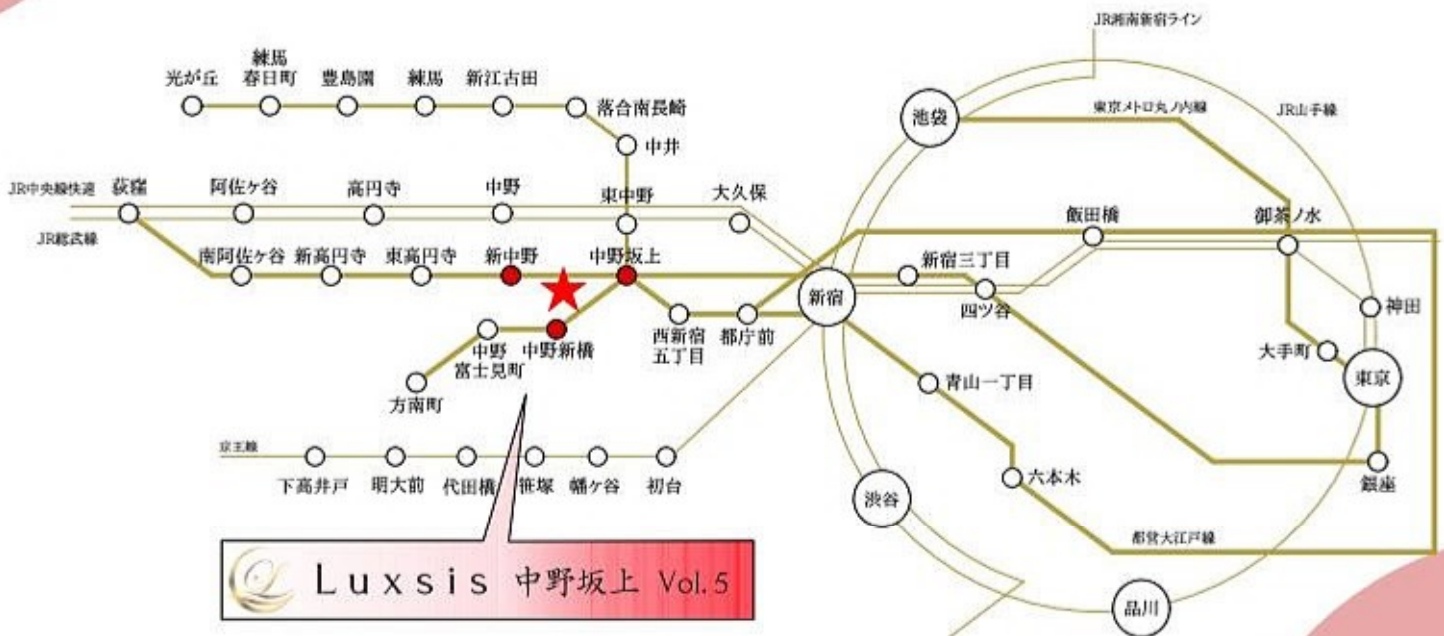 JR湘南新宿ライン
練馬
春日町
光が丘
豊島園
練馬
新江古田
落合南長崎
池袋
東京メトロ丸ノ内線
JR山手線
中井
JR中央線快速
荻窪
阿佐ケ谷
高円寺
中野
東中野
大久保
飯田橋
御茶ノ水
JR総武線
南阿佐ケ谷
新高円寺
東高円寺
新中野
中野坂上
新宿三丁目
新宿
四ツ谷
神田
中野
富士見町
中野新橋
西新宿
五丁目
都庁前
大手町
東京
方南町
青山一丁目
京王線
下高井戸
明大前
代田橋
笹塚
幡ケ谷
初台
渋谷
六本木
銀座
都営大江戸線
Luxsis 中野坂上 Vol.5
品川